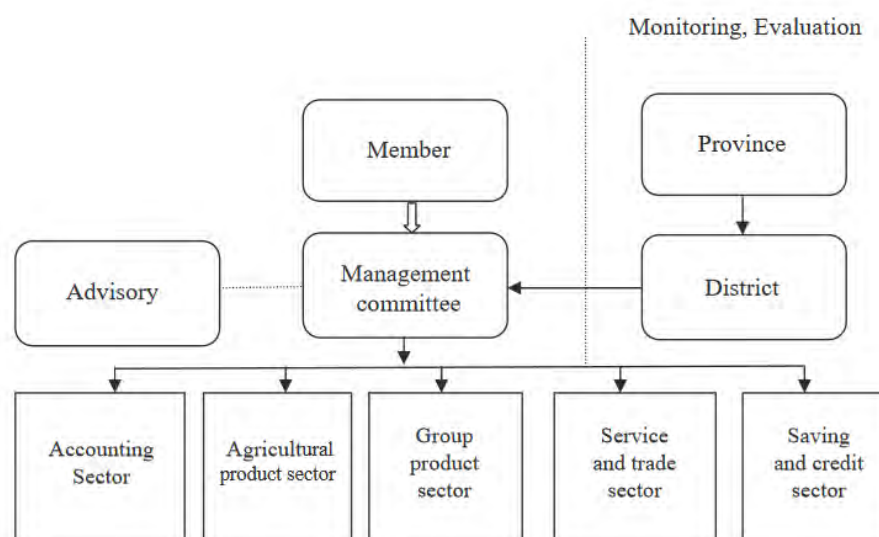 Monitoring, Evaluation
Member
Province
Advisory
Management
committee
District
Accounting
Sector
Agricultural
product sector
Group
product
sector
Service
and trade
sector
Saving
and credit
sector